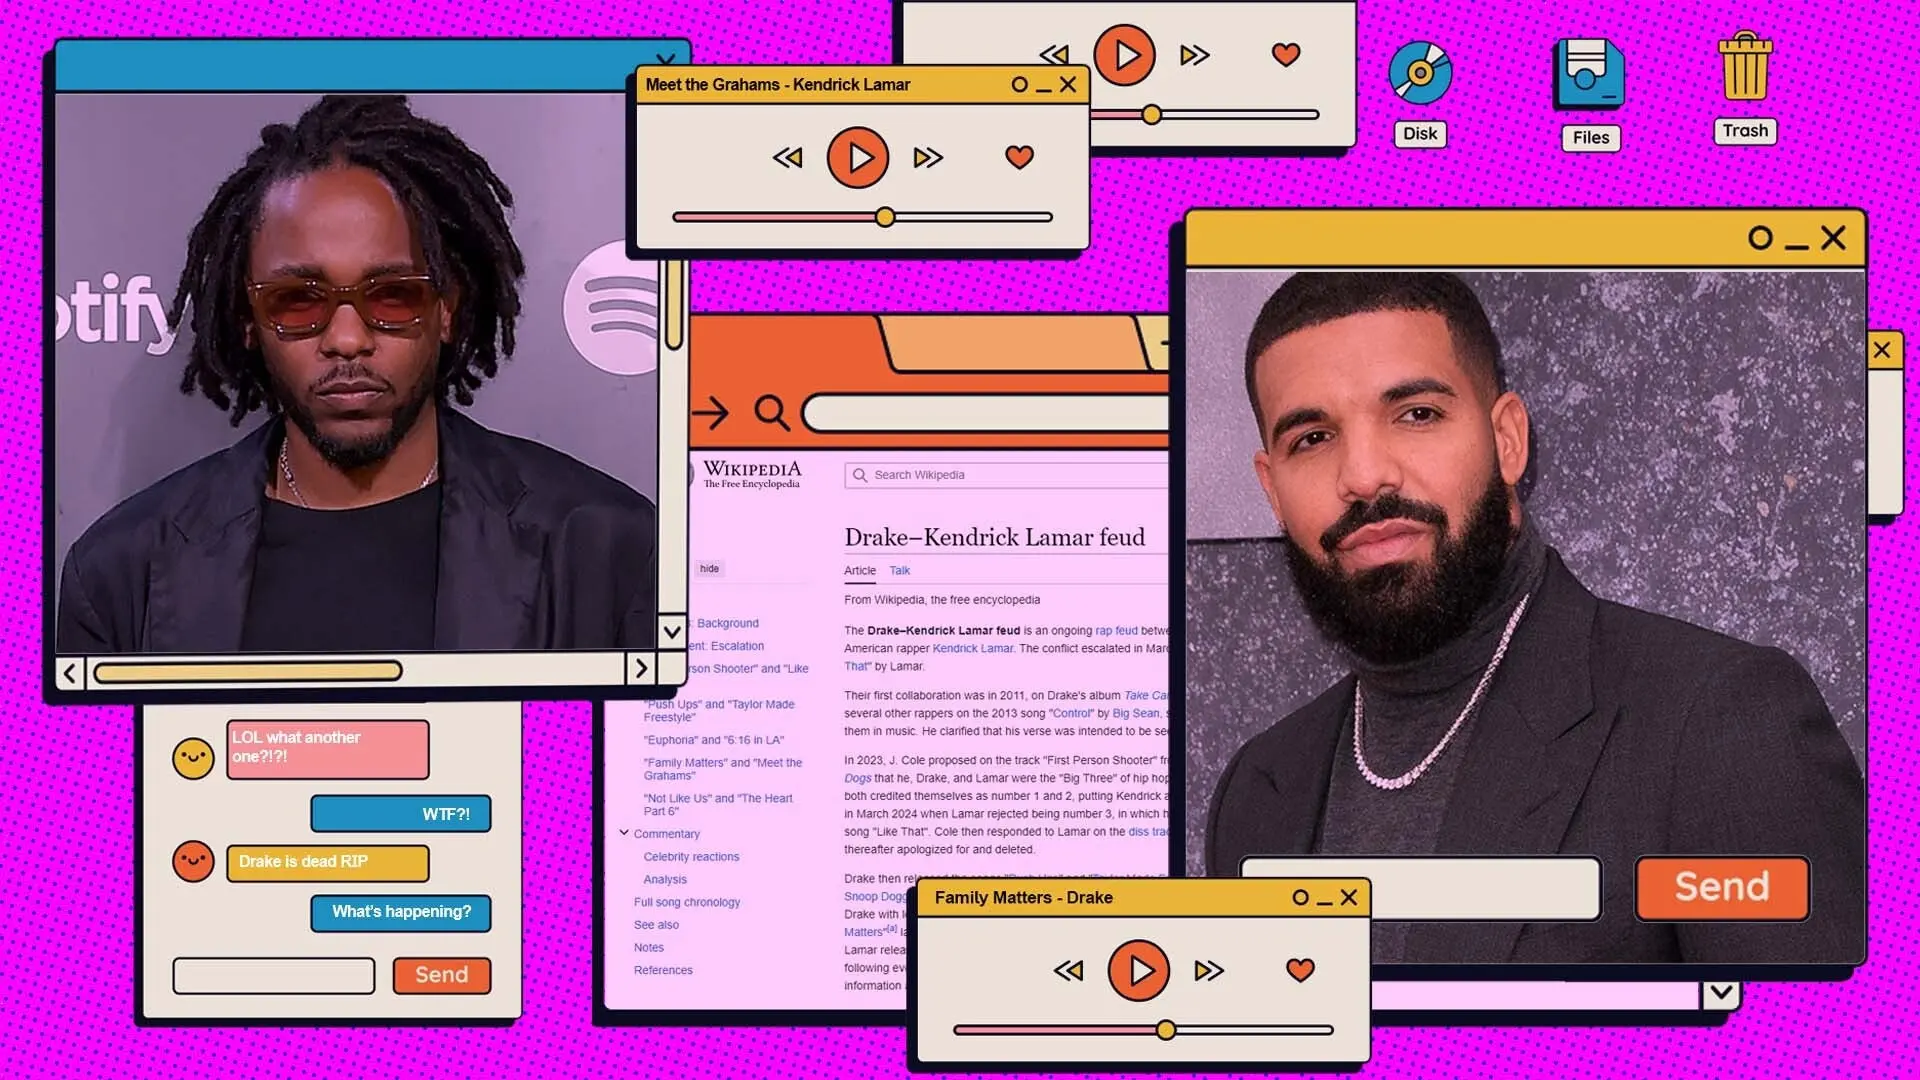 Meet the Grahams - Kendrick Lamar
Disk
Files
Trash
otify
WIKIPEDIA
The Free Encyclopedia
Search Wikipedia
Drake–Kendrick Lamar feud
hide
Article Talk
From Wikipedia, the free encyclopedia
The Drake–Kendrick Lamar feud is an ongoing rap feud
American rapper Kendrick Lamar. The conflict escalated in
That" by Lamar.
Their first collaboration was in 2011, on Drake's album Take
several other rappers on the 2013 song "Control" by Big Sean,
them in music. He clarified that his verse was intended to be
In 2023, J. Cole proposed on the track "First Person Shooter"
Dogs that he, Drake, and Lamar were the "Big Three" of hip
both credited themselves as number 1 and 2, putting Kendrick
in March 2024 when Lamar rejected being number 3, in which
song "Like That". Cole then responded to Lamar on the diss
thereafter apologized for and deleted.
Drake then
Snoop Dogg
Drake with
Matters"[a]
Lamar
following
information
: Background
ent: Escalation
rson Shooter" and "Like
"Push Ups" and "Taylor Made
Freestyle"
"Euphoria" and "6:16 in LA"
"Family Matters" and "Meet the
Grahams"
"Not Like Us" and "The Heart
Part 6"
Commentary
Celebrity reactions
Analysis
Full song chronology
See also
Notes
References
LOL what another
one?!?!
WTF?!
Drake is dead RIP
What's happening?
Send
Family Matters - Drake
Send